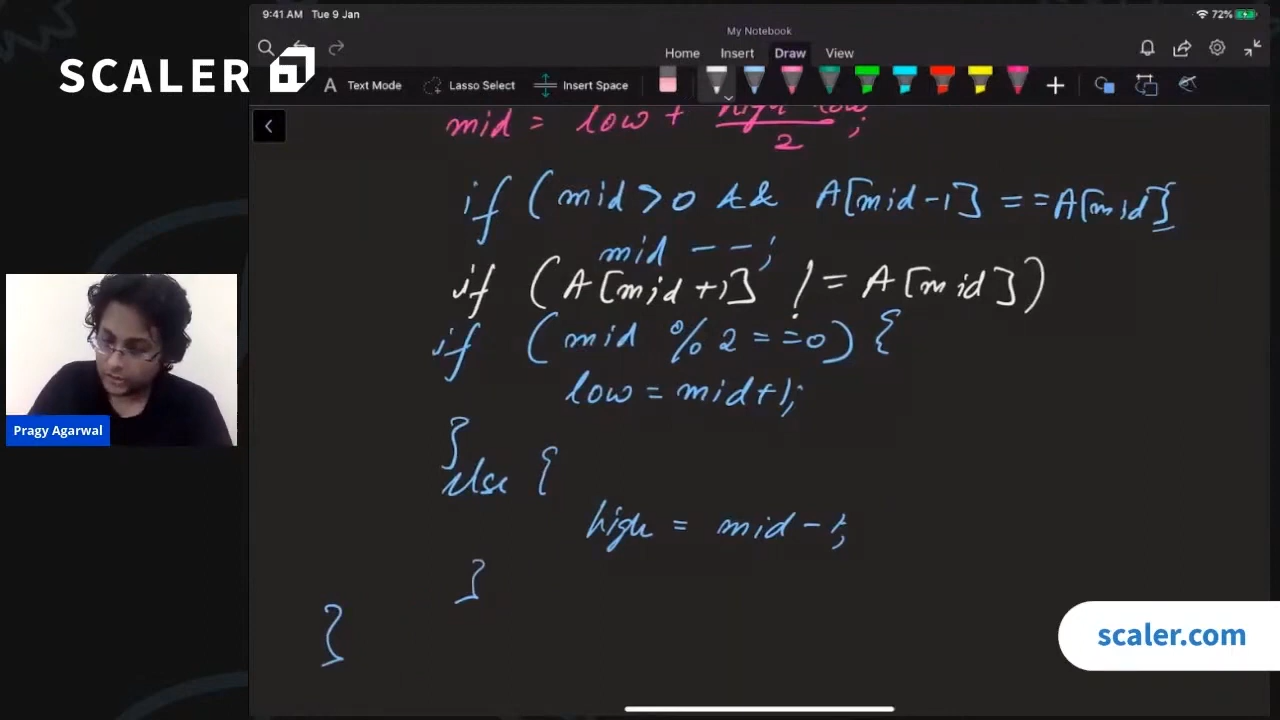 9:41 AM Tue 9 Jan
72%
My Notebook
Home Insert Draw View
SCALER
A Text Mode Lasso Select Insert Space
mid = low + high - low
2 ;
if ( mid > 0 && A[mid-1] == A[mid]
mid --;
if ( A[mid+1] != A[mid] )
if ( mid % 2 == 0) {
low = mid+1;
}
else {
high = mid-1;
}
}
Pragy Agarwal
scaler.com